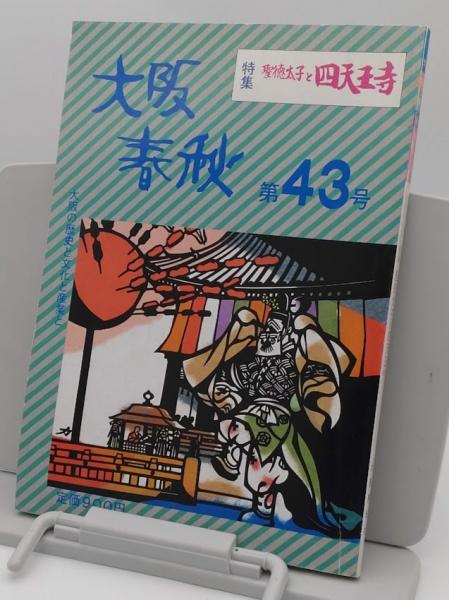 特集
聖徳太子と四天王寺
大阪
春秋
第43号
大阪の歴史と文化と産業と
定価900円